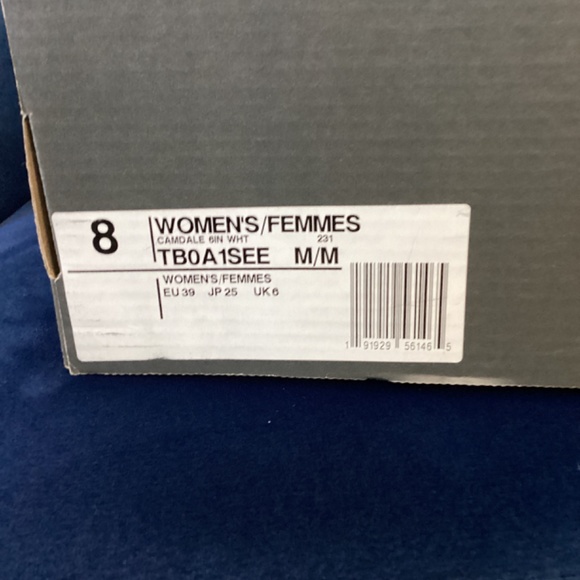 8
WOMEN'S/FEMMES
CAMDALE 6IN WHT 231
TB0A1SEE M/M
WOMEN'S/FEMMES
EU 39 JP 25 UK 6
1 91929 56146 5